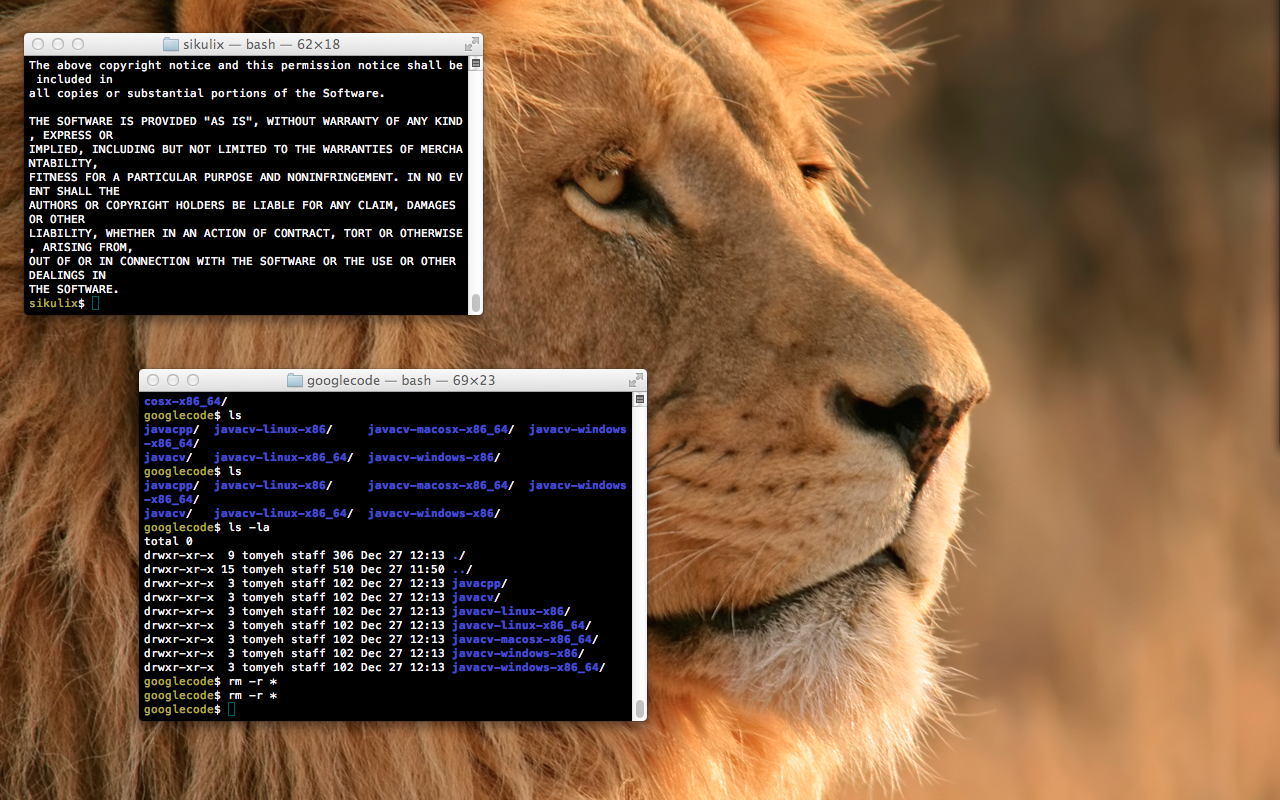 sikulix — bash — 62×18
The above copyright notice and this permission notice shall be
 included in
all copies or substantial portions of the Software.
THE SOFTWARE IS PROVIDED "AS IS", WITHOUT WARRANTY OF ANY KIND
, EXPRESS OR
IMPLIED, INCLUDING BUT NOT LIMITED TO THE WARRANTIES OF MERCHA
NTABILITY,
FITNESS FOR A PARTICULAR PURPOSE AND NONINFRINGEMENT. IN NO EV
ENT SHALL THE
AUTHORS OR COPYRIGHT HOLDERS BE LIABLE FOR ANY CLAIM, DAMAGES
OR OTHER
LIABILITY, WHETHER IN AN ACTION OF CONTRACT, TORT OR OTHERWISE
, ARISING FROM,
OUT OF OR IN CONNECTION WITH THE SOFTWARE OR THE USE OR OTHER
DEALINGS IN
THE SOFTWARE.
sikulix$
googlecode — bash — 69×23
cosx-x86_64/
googlecode$ ls
javacpp/  javacv-linux-x86/     javacv-macosx-x86_64/  javacv-windows
-x86_64/
javacv/   javacv-linux-x86_64/  javacv-windows-x86/
googlecode$ ls
javacpp/  javacv-linux-x86/     javacv-macosx-x86_64/  javacv-windows
-x86_64/
javacv/   javacv-linux-x86_64/  javacv-windows-x86/
googlecode$ ls -la
total 0
drwxr-xr-x  9 tomyeh staff 306 Dec 27 12:13 ./
drwxr-xr-x 15 tomyeh staff 510 Dec 27 11:50 ../
drwxr-xr-x  3 tomyeh staff 102 Dec 27 12:13 javacpp/
drwxr-xr-x  3 tomyeh staff 102 Dec 27 12:13 javacv/
drwxr-xr-x  3 tomyeh staff 102 Dec 27 12:13 javacv-linux-x86/
drwxr-xr-x  3 tomyeh staff 102 Dec 27 12:13 javacv-linux-x86_64/
drwxr-xr-x  3 tomyeh staff 102 Dec 27 12:13 javacv-macosx-x86_64/
drwxr-xr-x  3 tomyeh staff 102 Dec 27 12:13 javacv-windows-x86/
drwxr-xr-x  3 tomyeh staff 102 Dec 27 12:13 javacv-windows-x86_64/
googlecode$ rm -r *
googlecode$ rm -r *
googlecode$